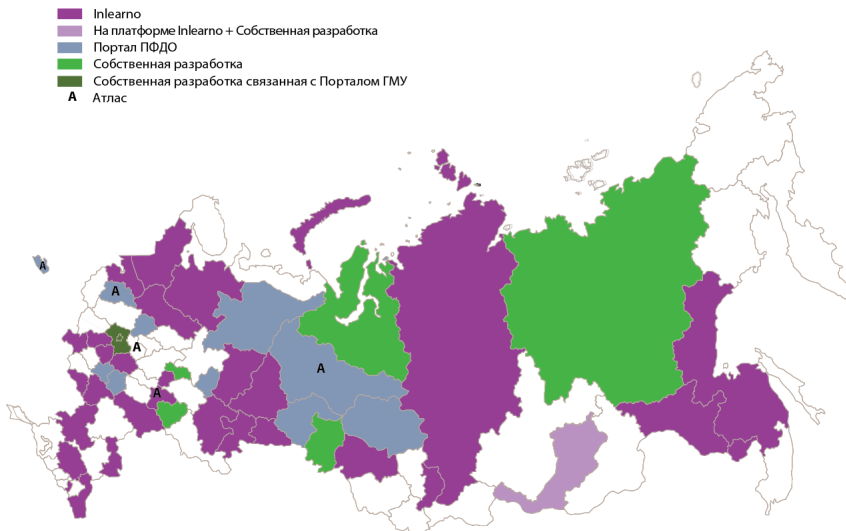 Inlearno
На платформе Inlearno + Собственная разработка
Портал ПФДО
Собственная разработка
Собственная разработка связанная с Порталом ГМУ
А Атлас
А
А
А
А
А